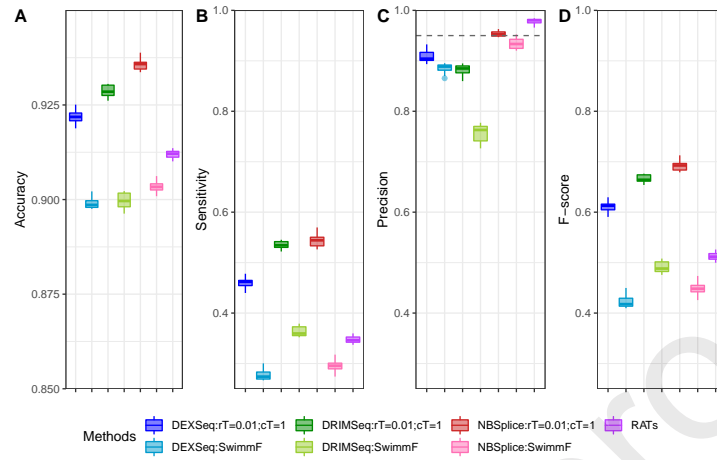 A B C D
Accuracy
0.925
0.900
0.875
0.850
Sensitivity
1.0
0.8
0.6
0.4
Precision
1.0
0.8
0.6
0.4
F−score
1.0
0.8
0.6
0.4
Methods
DEXSeq:rT=0.01;cT=1 DRIMSeq:rT=0.01;cT=1 NBSplice:rT=0.01;cT=1 RATs
DEXSeq:SwimmF DRIMSeq:SwimmF NBSplice:SwimmF